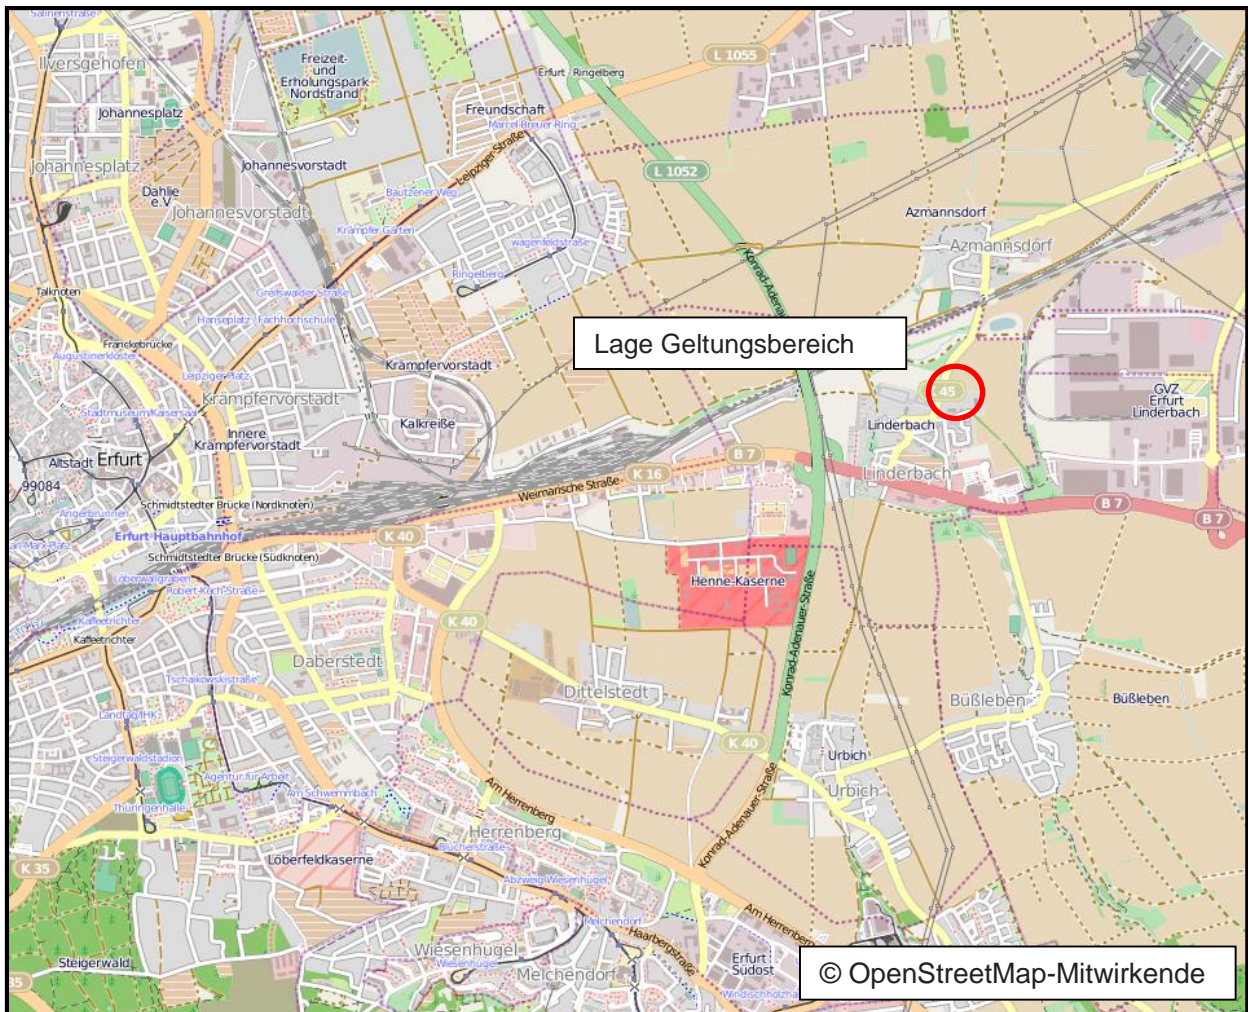 Salinenstraße
Ilversgehofen
Freizeit-
und
Erholungspark
Nordstrand
Johannesplatz
Johannesplatz
Johannesvorstadt
Dahlie
e.V
Johannesvorstadt
Freundschaft
Marcel-Breuer-Ring
Leipziger Straße
Bautzener Weg
Krämpfer Gärten
wagenfeldstraße
Ringelberg
Erfurt / Ringelberg
L 1055
L 1052
Azmannsdorf
Azmannsdorf
Konrad-Adenau
Talknoten
Greifswalder Straße
Hanseplatz / Fachhochschule
Franckebrücke
Augustinerkloster
Leipziger Platz
Krämpfervorstadt
Krämpfervorstadt
Stadtmuseum/Kaisersaal
Innere
Krämpfervorstadt
Kalkreiße
Lage Geltungsbereich
45
Linderbach
Linderbach
GVZ
Erfurt
Linderbach
Altstadt
Erfurt
99084
Angerbrunnen
Schmidtstedter Brücke (Nordknoten)
Erfurt Hauptbahnhof
Schmidtstedter Brücke (Südknoten)
Weimarische Straße
K 16
B 7
B 7
B 7
K 40
Löberwallgraben
Robert-Koch-Straße
Kaffeetrichter
Kaffeetrichter
Henne-Kaserne
Konrad-Adenauer-Straße
K 40
Daberstedt
Tschaikowskistraße
Dittelstedt
Büßleben
Büßleben
Landtag/IHK
Steigerwaldstadion
Agentur für Arbeit
Am Schwemmbach
Thüringenhalle
K 40
Urbich
Urbich
Konrad-Adenauer-Straße
Am Herrenberg
Herrenberg
Blücherstraße
Löberfeldkaserne
K 35
Abzweig Wiesenhügel
Melchendorf
Haarbergstraße
Am Herrenberg
Wiesenhügel
Wiesenhügel
Melchendorf
Steigerwald
35
Erfurt
Südost
Windischholzha
© OpenStreetMap-Mitwirkende